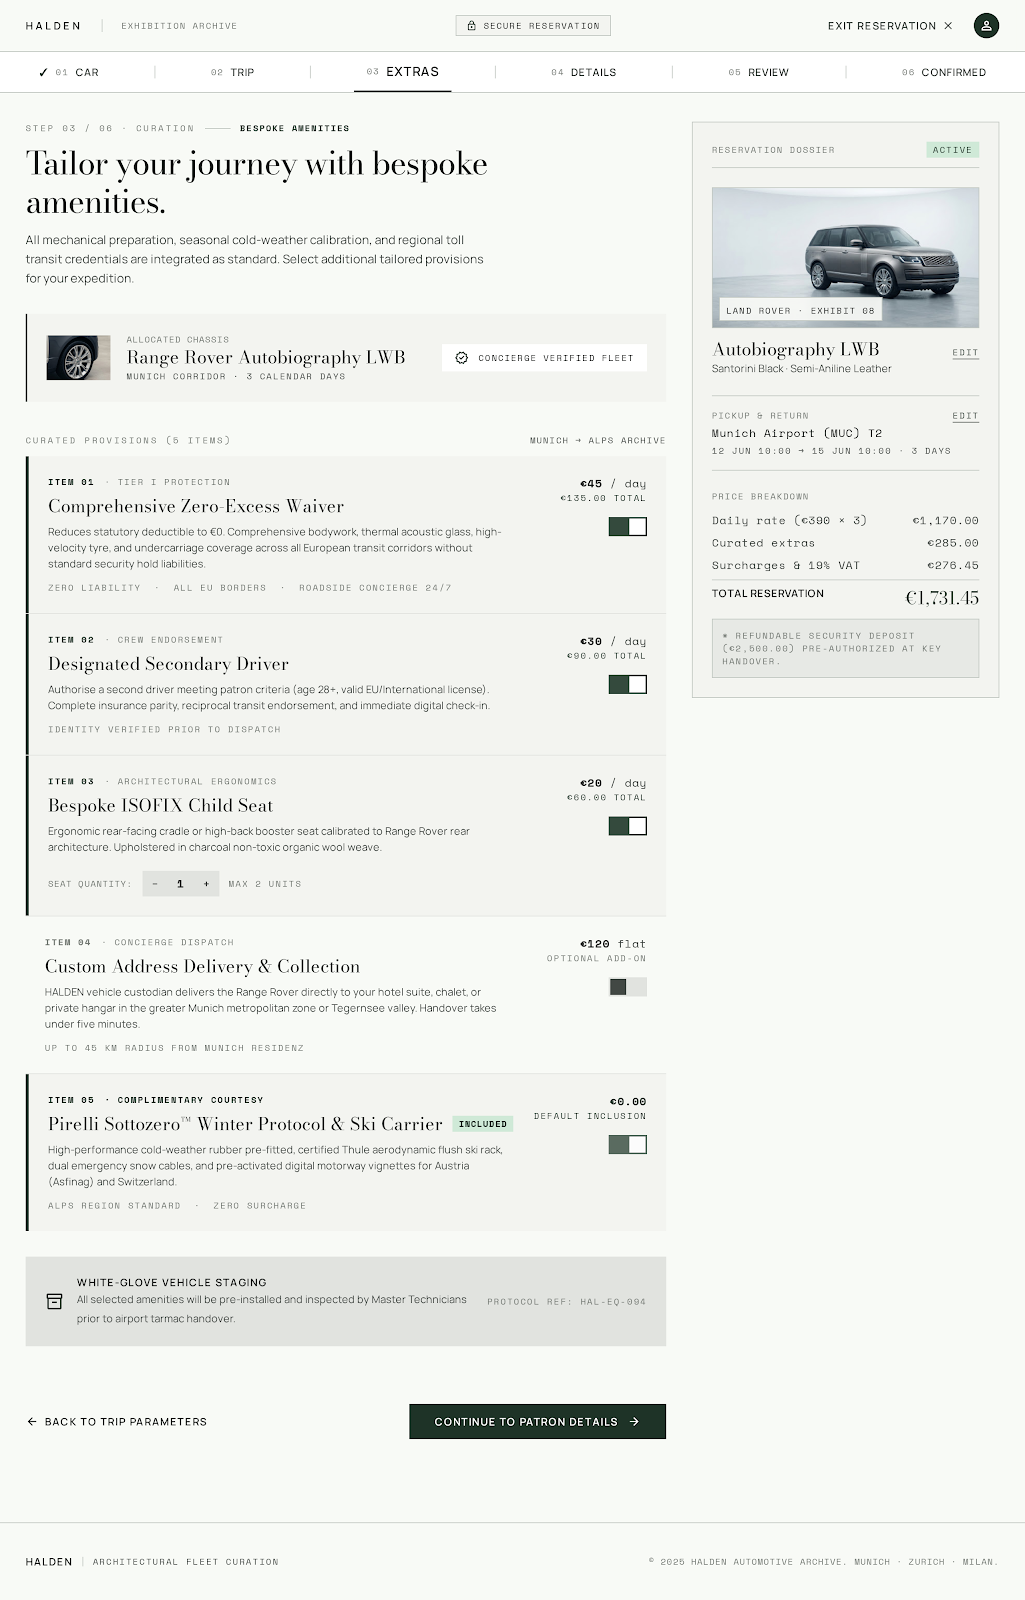 HALDEN
EXHIBITION ARCHIVE
SECURE RESERVATION
EXIT RESERVATION ×
✓ 01 CAR
02 TRIP
03 EXTRAS
04 DETAILS
05 REVIEW
06 CONFIRMED
STEP 03 / 06 · CURATION
BESPOKE AMENITIES
Tailor your journey with bespoke
amenities.
All mechanical preparation, seasonal cold-weather calibration, and regional toll
transit credentials are integrated as standard. Select additional tailored provisions
for your expedition.
ALLOCATED CHASSIS
Range Rover Autobiography LWB
MUNICH CORRIDOR · 3 CALENDAR DAYS
CONCIERGE VERIFIED FLEET
CURATED PROVISIONS (5 ITEMS)
MUNICH → ALPS ARCHIVE
ITEM 01 · TIER I PROTECTION
Comprehensive Zero-Excess Waiver
Reduces statutory deductible to €0. Comprehensive bodywork, thermal acoustic glass, high-
velocity tyre, and undercarriage coverage across all European transit corridors without
standard security hold liabilities.
ZERO LIABILITY · ALL EU BORDERS · ROADSIDE CONCIERGE 24/7
€45 / day
€135.00 TOTAL
ITEM 02 · CREW ENDORSEMENT
Designated Secondary Driver
Authorise a second driver meeting patron criteria (age 28+, valid EU/International license).
Complete insurance parity, reciprocal transit endorsement, and immediate digital check-in.
IDENTITY VERIFIED PRIOR TO DISPATCH
€30 / day
€90.00 TOTAL
ITEM 03 · ARCHITECTURAL ERGONOMICS
Bespoke ISOFIX Child Seat
Ergonomic rear-facing cradle or high-back booster seat calibrated to Range Rover rear
architecture. Upholstered in charcoal non-toxic organic wool weave.
SEAT QUANTITY: − 1 + MAX 2 UNITS
€20 / day
€60.00 TOTAL
ITEM 04 · CONCIERGE DISPATCH
Custom Address Delivery & Collection
HALDEN vehicle custodian delivers the Range Rover directly to your hotel suite, chalet, or
private hangar in the greater Munich metropolitan zone or Tegernsee valley. Handover takes
under five minutes.
UP TO 45 KM RADIUS FROM MUNICH RESIDENZ
€120 flat
OPTIONAL ADD-ON
ITEM 05 · COMPLIMENTARY COURTESY
Pirelli Sottozero™ Winter Protocol & Ski Carrier INCLUDED
High-performance cold-weather rubber pre-fitted, certified Thule aerodynamic flush ski rack,
dual emergency snow cables, and pre-activated digital motorway vignettes for Austria
(Asfinag) and Switzerland.
ALPS REGION STANDARD · ZERO SURCHARGE
€0.00
DEFAULT INCLUSION
WHITE-GLOVE VEHICLE STAGING
All selected amenities will be pre-installed and inspected by Master Technicians
prior to airport tarmac handover.
PROTOCOL REF: HAL-EQ-094
← BACK TO TRIP PARAMETERS
CONTINUE TO PATRON DETAILS →
RESERVATION DOSSIER
ACTIVE
LAND ROVER · EXHIBIT 08
Autobiography LWB
EDIT
Santorini Black · Semi-Aniline Leather
PICKUP & RETURN
EDIT
Munich Airport (MUC) T2
12 JUN 10:00 → 15 JUN 10:00 · 3 DAYS
PRICE BREAKDOWN
Daily rate (€390 × 3) €1,170.00
Curated extras €285.00
Surcharges & 19% VAT €276.45
TOTAL RESERVATION €1,731.45
* REFUNDABLE SECURITY DEPOSIT
(€2,500.00) PRE-AUTHORIZED AT KEY
HANDOVER.
HALDEN
ARCHITECTURAL FLEET CURATION
© 2025 HALDEN AUTOMOTIVE ARCHIVE. MUNICH · ZURICH · MILAN.